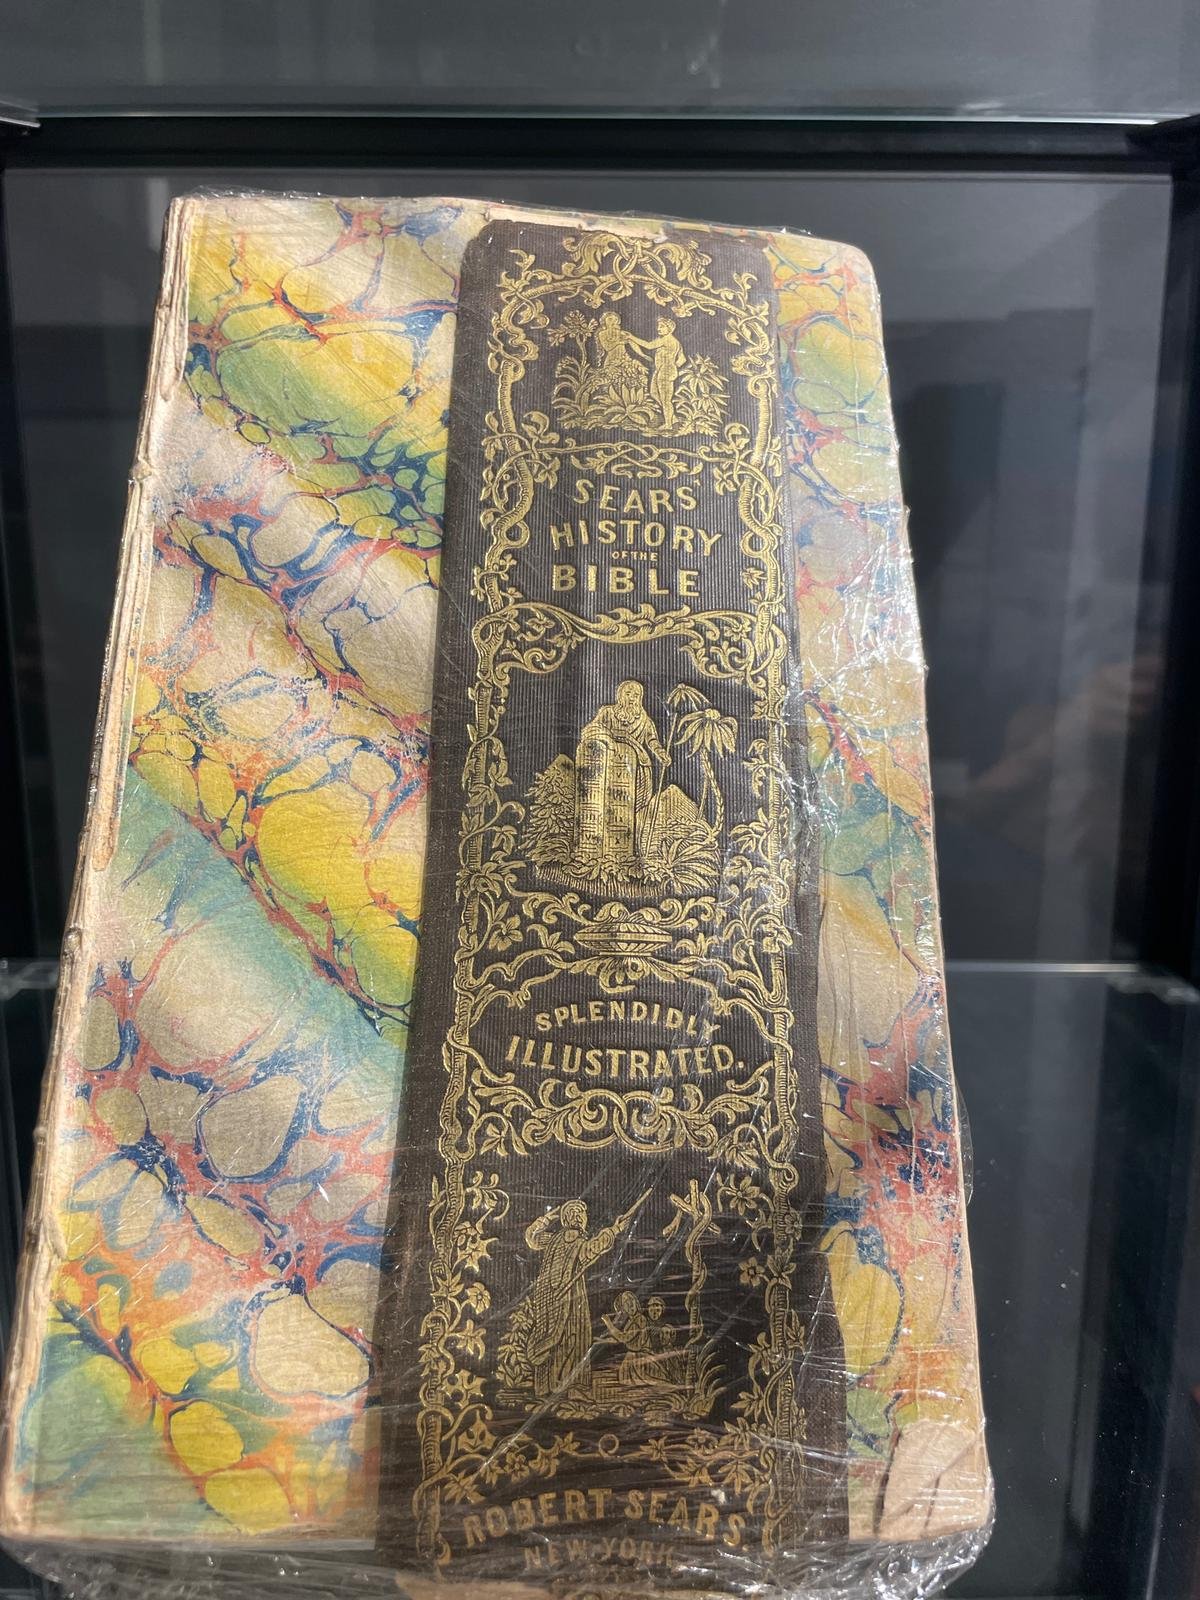 SEARS'
HISTORY
OF THE
BIBLE
SPLENDIDLY
ILLUSTRATED.
ROBERT SEARS.
NEW-YORK